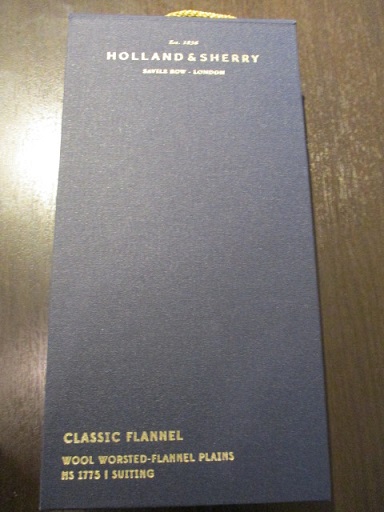 Est. 1836
HOLLAND & SHERRY
SAVILE ROW - LONDON
CLASSIC FLANNEL
WOOL WORSTED-FLANNEL PLAINS
HS 1775 | SUITING